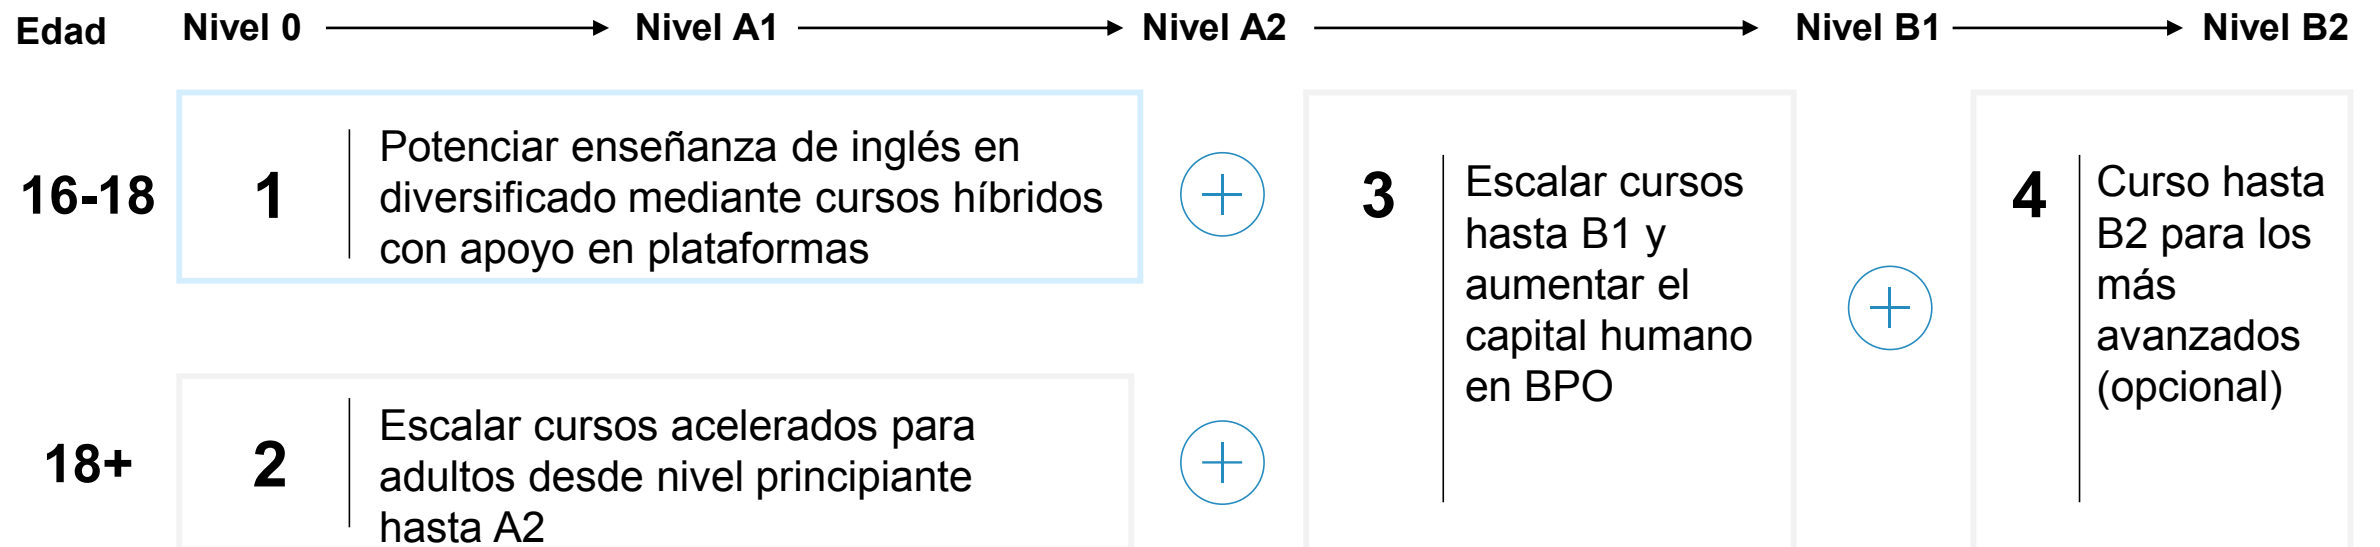 Edad Nivel 0 Nivel A1 Nivel A2 Nivel B1 Nivel B2
16-18
1
Potenciar enseñanza de inglés en
diversificado mediante cursos híbridos
con apoyo en plataformas
18+
2
Escalar cursos acelerados para
adultos desde nivel principiante
hasta A2
3
Escalar cursos
hasta B1 y
aumentar el
capital humano
en BPO
4
Curso hasta
B2 para los
más
avanzados
(opcional)